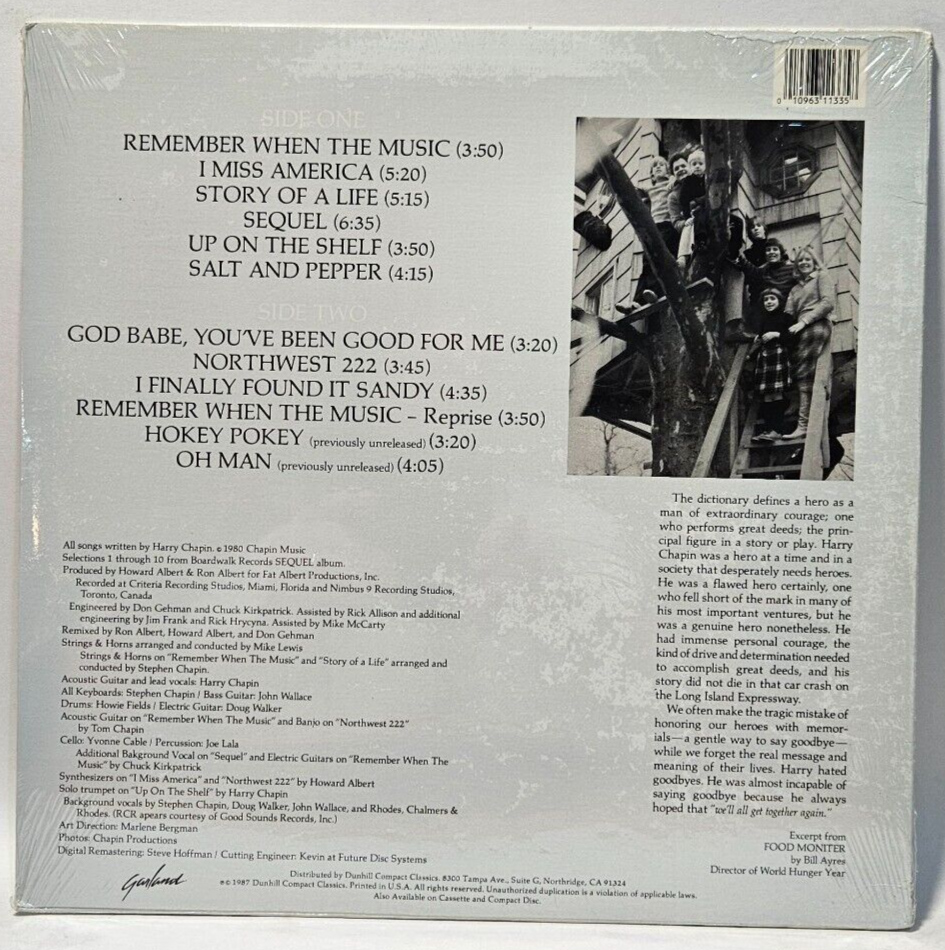 0 10963 11335
SIDE ONE
REMEMBER WHEN THE MUSIC (3:50)
I MISS AMERICA (5:20)
STORY OF A LIFE (5:15)
SEQUEL (6:35)
UP ON THE SHELF (3:50)
SALT AND PEPPER (4:15)
SIDE TWO
GOD BABE, YOU'VE BEEN GOOD FOR ME (3:20)
NORTHWEST 222 (3:45)
I FINALLY FOUND IT SANDY (4:35)
REMEMBER WHEN THE MUSIC – Reprise (3:50)
HOKEY POKEY (previously unreleased) (3:20)
OH MAN (previously unreleased) (4:05)
All songs written by Harry Chapin. © 1980 Chapin Music
Selections 1 through 10 from Boardwalk Records SEQUEL album.
Produced by Howard Albert & Ron Albert for Fat Albert Productions, Inc.
Recorded at Criteria Recording Studios, Miami, Florida and Nimbus 9 Recording Studios,
Toronto, Canada
Engineered by Don Gehman and Chuck Kirkpatrick. Assisted by Rick Allison and additional
engineering by Jim Frank and Rick Hrycyna. Assisted by Mike McCarty
Remixed by Ron Albert, Howard Albert, and Don Gehman
Strings & Horns arranged and conducted by Mike Lewis
Strings & Horns on "Remember When The Music" and "Story of a Life" arranged and
conducted by Stephen Chapin.
Acoustic Guitar and lead vocals: Harry Chapin
All Keyboards: Stephen Chapin / Bass Guitar: John Wallace
Drums: Howie Fields / Electric Guitar: Doug Walker
Acoustic Guitar on "Remember When The Music" and Banjo on "Northwest 222"
by Tom Chapin
Cello: Yvonne Cable / Percussion: Joe Lala
Additional Bakground Vocal on "Sequel" and Electric Guitars on "Remember When The
Music" by Chuck Kirkpatrick
Synthesizers on "I Miss America" and "Northwest 222" by Howard Albert
Solo trumpet on "Up On The Shelf" by Harry Chapin
Background vocals by Stephen Chapin, Doug Walker, John Wallace, and Rhodes, Chalmers &
Rhodes. (RCR apears courtesy of Good Sounds Records, Inc.)
Art Direction: Marlene Bergman
Photos: Chapin Productions
Digital Remastering: Steve Hoffman / Cutting Engineer: Kevin at Future Disc Systems
The dictionary defines a hero as a
man of extraordinary courage; one
who performs great deeds; the prin-
cipal figure in a story or play. Harry
Chapin was a hero at a time and in a
society that desperately needs heroes.
He was a flawed hero certainly, one
who fell short of the mark in many of
his most important ventures, but he
was a genuine hero nonetheless. He
had immense personal courage, the
kind of drive and determination needed
to accomplish great deeds, and his
story did not die in that car crash on
the Long Island Expressway.
We often make the tragic mistake of
honoring our heroes with memor-
ials—a gentle way to say goodbye—
while we forget the real message and
meaning of their lives. Harry hated
goodbyes. He was almost incapable of
saying goodbye because he always
hoped that "we'll all get together again."
Excerpt from
FOOD MONITER
by Bill Ayres
Director of World Hunger Year
Garland
Distributed by Dunhill Compact Classics. 8300 Tampa Ave., Suite G, Northridge, CA 91324
℗© 1987 Dunhill Compact Classics. Printed in U.S.A. All rights reserved. Unauthorized duplication is a violation of applicable laws.
Also Available on Cassette and Compact Disc.